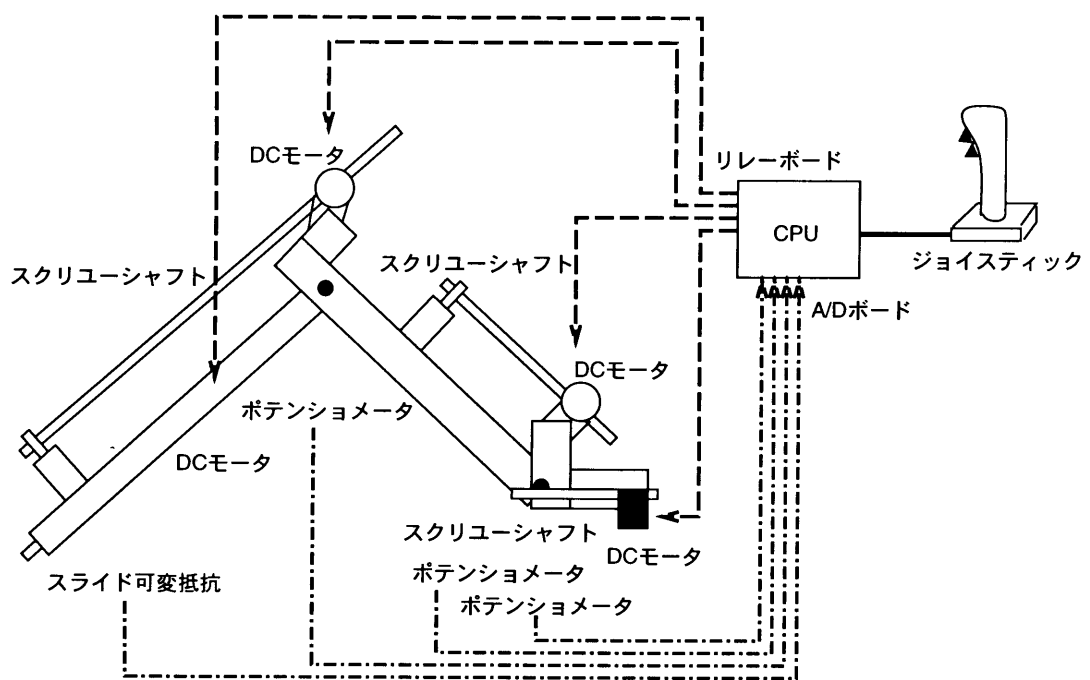 DCモータ
リレーボード
CPU
スクリューシャフト
スクリューシャフト
ジョイスティック
A/Dボード
DCモータ
ポテンショメータ
DCモータ
スクリューシャフト
DCモータ
スライド可変抵抗
ポテンショメータ
ポテンショメータ